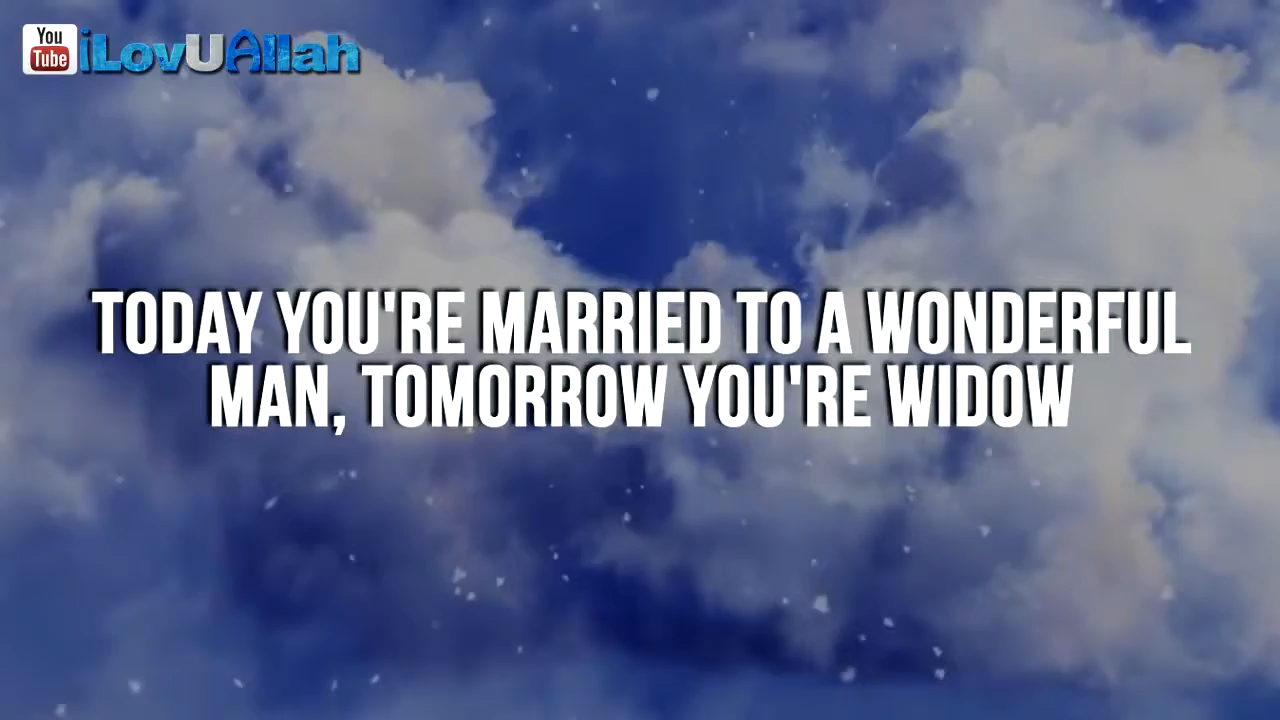 You
Tube
iLovUAllah
TODAY YOU'RE MARRIED TO A WONDERFUL
MAN, TOMORROW YOU'RE WIDOW